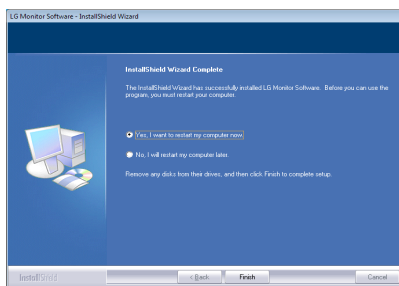 LG Monitor Software - InstallShield Wizard
InstallShield Wizard Complete
The InstallShield Wizard has successfully installed LG Monitor Software. Before you can use the
program, you must restart your computer.
Yes, I want to restart my computer now.
No, I will restart my computer later.
Remove any disks from their drives, and then click Finish to complete setup.
InstallShield
< Back
Finish
Cancel